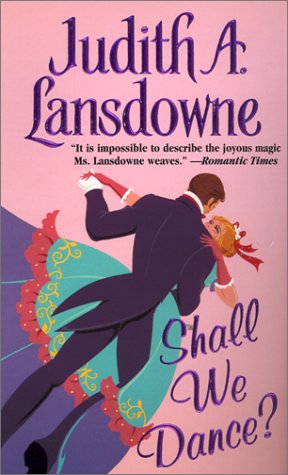 Judith A.
Lansdowne
"It is impossible to describe the joyous magic
Ms. Lansdowne weaves." —Romantic Times
Shall
We
Dance?